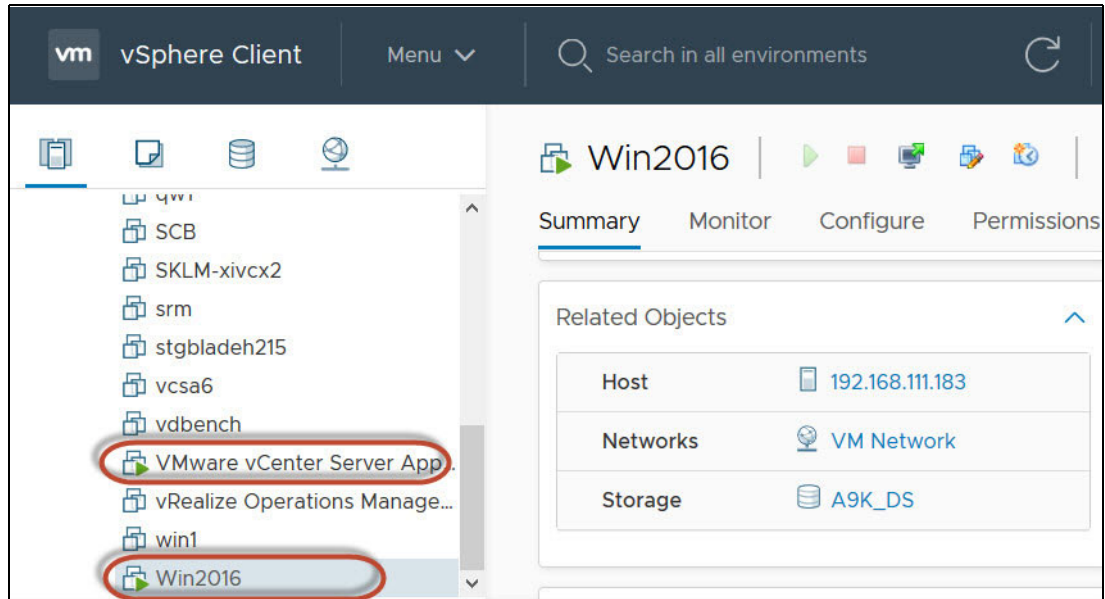 vm vSphere Client Menu Search in all environments
SCB
SKLM-xivcx2
srm
stgbladeh215
vcsa6
vdbench
VMware vCenter Server App...
vRealize Operations Manage...
win1
Win2016
Win2016
Summary Monitor Configure Permissions
Related Objects
Host 192.168.111.183
Networks VM Network
Storage A9K_DS